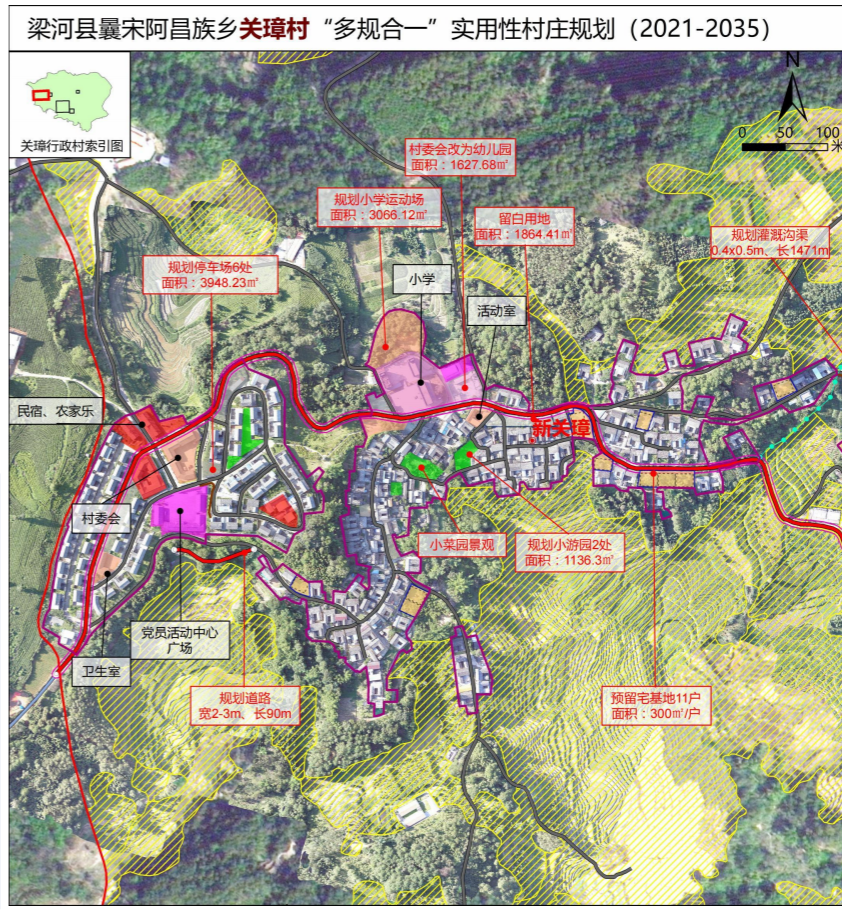 梁河县曩宋阿昌族乡关璋村“多规合一”实用性村庄规划（2021-2035）
关璋行政村索引图
N
0 50 100
米
村委会改为幼儿园
面积：1627.68㎡
规划小学运动场
面积：3066.12㎡
留白用地
面积：1864.41㎡
规划灌溉沟渠
0.4x0.5m、长1471m
规划停车场6处
面积：3948.23㎡
小学
活动室
民宿、农家乐
新关璋
村委会
小菜园景观
规划小游园2处
面积：1136.3㎡
党员活动中心
广场
卫生室
规划道路
宽2-3m、长90m
预留宅基地11户
面积：300㎡/户